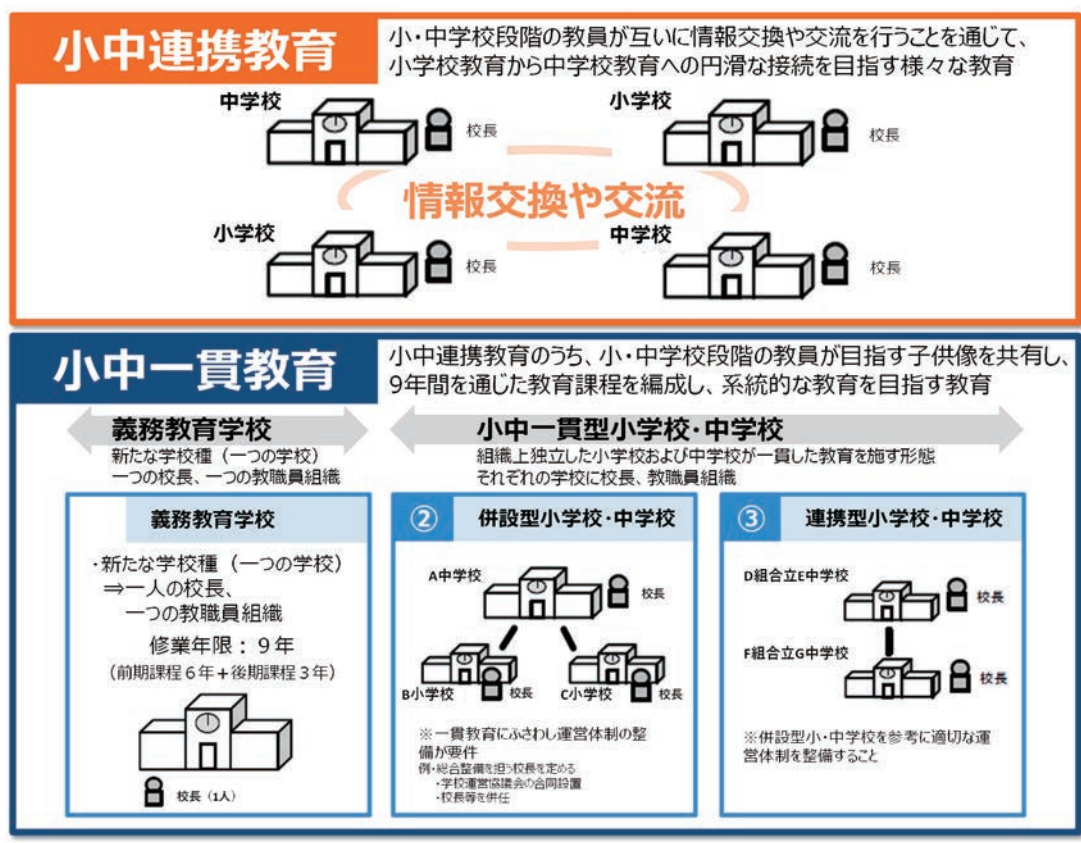 小中連携教育
小・中学校段階の教員が互いに情報交換や交流を行うことを通じて、
小学校教育から中学校教育への円滑な接続を目指す様々な教育
中学校
校長
小学校
校長
情報交換や交流
小学校
校長
中学校
校長
小中一貫教育
小中連携教育のうち、小・中学校段階の教員が目指す子供像を共有し、
9年間を通じた教育課程を編成し、系統的な教育を目指す教育
義務教育学校
新たな学校種（一つの学校）
一つの校長、一つの教職員組織
小中一貫型小学校・中学校
組織上独立した小学校および中学校が一貫した教育を施す形態
それぞれの学校に校長、教職員組織
義務教育学校
・新たな学校種（一つの学校）
⇒一人の校長、
一つの教職員組織
修業年限：９年
（前期課程６年＋後期課程３年）
校長（1人）
② 併設型小学校・中学校
A中学校
校長
B小学校
校長
C小学校
校長
※一貫教育にふさわし運営体制の整
備が要件
例・総合整備を担う校長を定める
・学校運営協議会の合同設置
・校長等を併任
③ 連携型小学校・中学校
D組合立E中学校
校長
F組合立G中学校
校長
※併設型小・中学校を参考に適切な運
営体制を整備すること